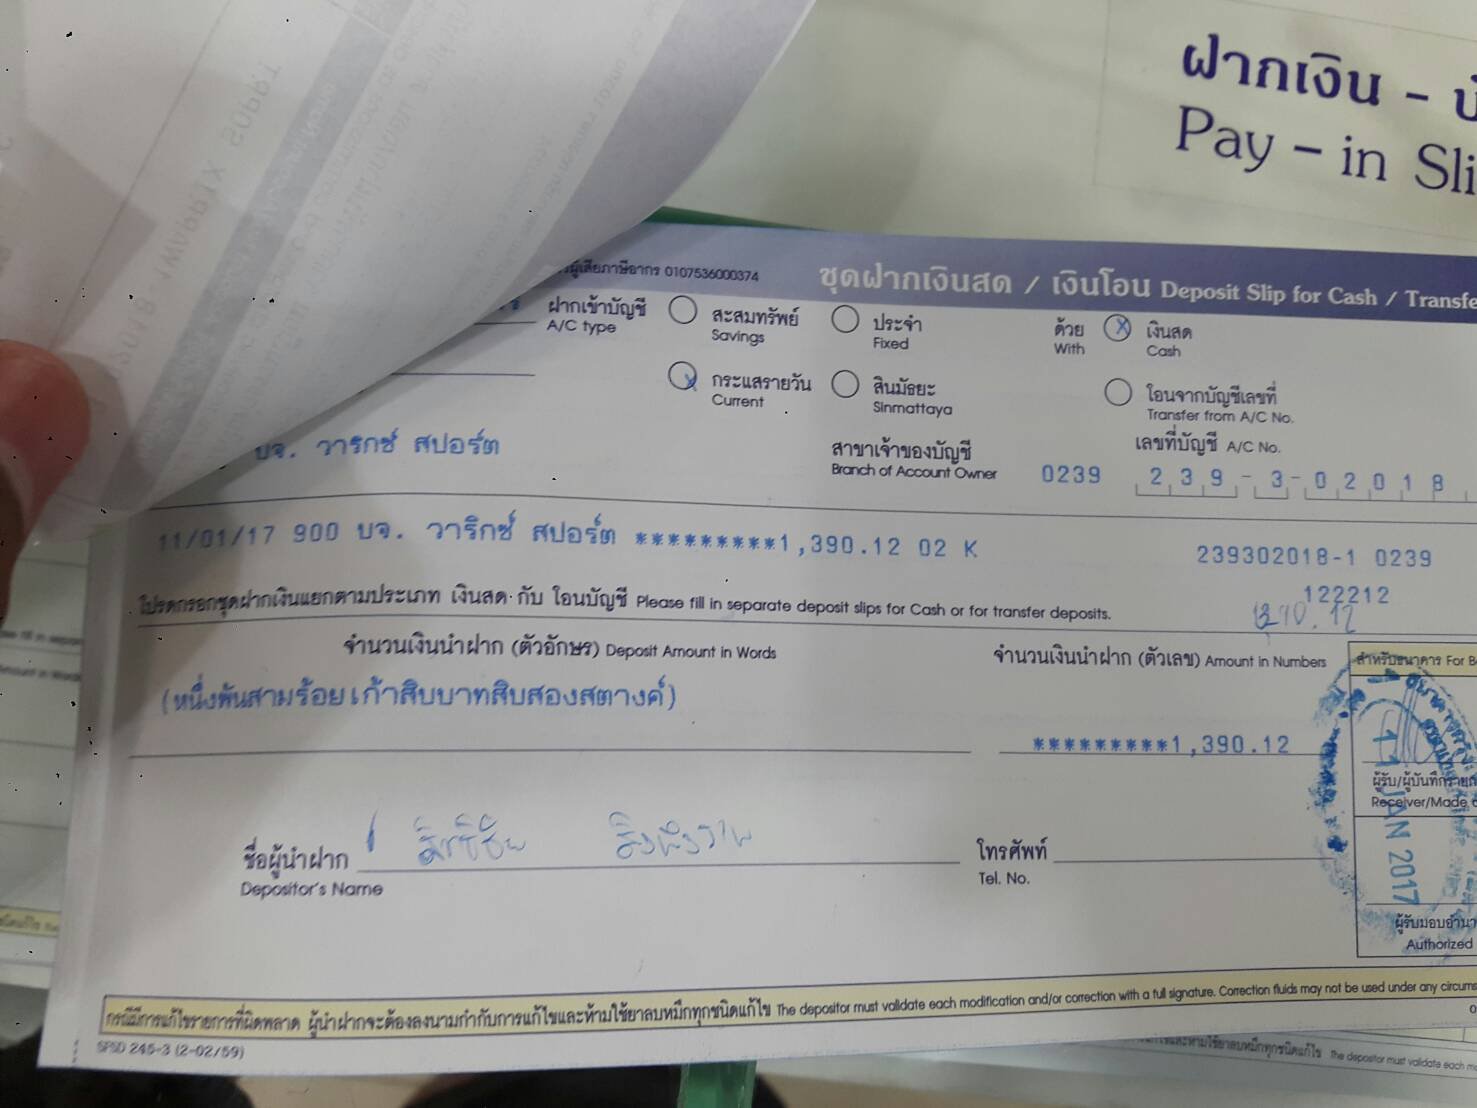 ฝากเงิน -
Pay - in Sli
ผู้เสียภาษีอากร 0107536000374 ชุดฝากเงินสด / เงินโอน Deposit Slip for Cash / Transfe
ฝากเข้าบัญชี สะสมทรัพย์ ประจำ ด้วย เงินสด
A/C type Savings Fixed With Cash
กระแสรายวัน สินมัธยะ โอนจากบัญชีเลขที่
Current Sinmattaya Transfer from A/C No.
บจ. วารกซ์ สปอร์ต สาขาเจ้าของบัญชี เลขที่บัญชี A/C No.
Branch of Account Owner 0239 239-3-02018
11/01/17 900 บจ. วาริกซ์ สปอร์ต *********1,390.12 02 K 239302018-1 0239
122212
โปรดกรอกชุดฝากเงินแยกตามประเภท เงินสด กับ โอนบัญชี Please fill in separate deposit slips for Cash or for transfer deposits.
จำนวนเงินนำฝาก (ตัวอักษร) Deposit Amount in Words จำนวนเงินนำฝาก (ตัวเลข) Amount in Numbers สำหรับธนาคาร For B
(หนึ่งพันสามร้อยเก้าสิบบาทสิบสองสตางค์)
*********1,390.12
11 JAN 2017
ผู้รับ/ผู้บันทึกรายก
Receiver/Made
ชื่อผู้นำฝาก โทรศัพท์
Depositor's Name Tel. No.
ผู้รับมอบอำนา
Authorized
กรณีมีการแก้ไขรายการที่ผิดพลาด ผู้นำฝากจะต้องลงนามกำกับการแก้ไขและห้ามใช้ยาลบหมึกทุกชนิดแก้ไข The depositor must validate each modification and/or correction with a full signature. Correction fluids may not be used under any circums
SPSD 245-3 (2-02/59)
ห้ามใช้ยาลบหมึกทุกชนิดแก้ไข The depositor must validate each